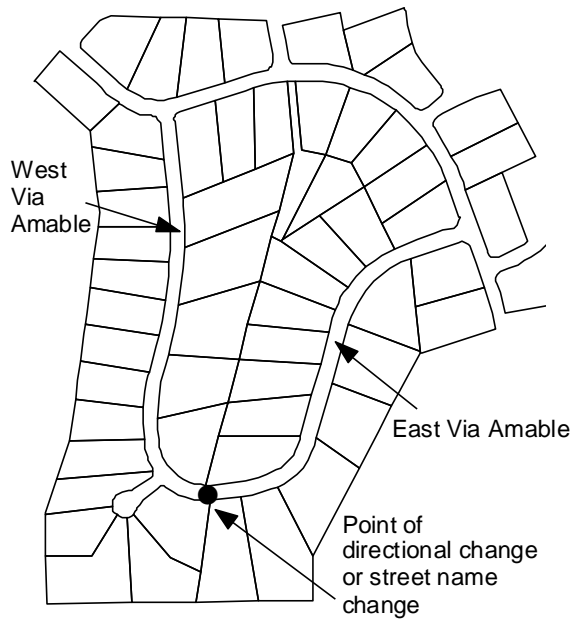 West
Via
Amable
East Via Amable
Point of
directional change
or street name
change